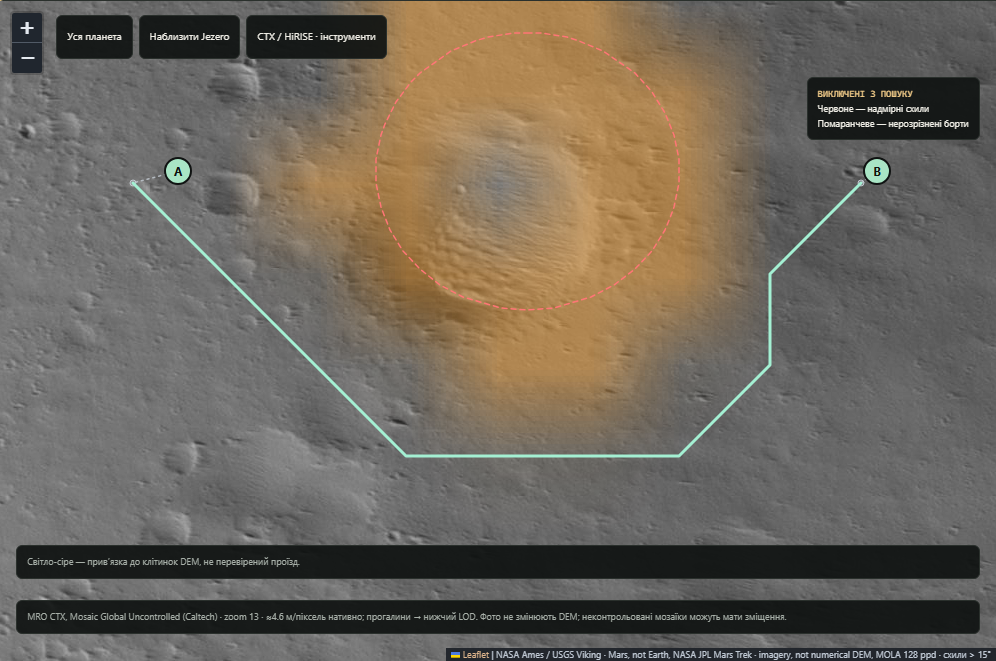 +
−
Уся планета
Наблизити Jezero
CTX / HiRISE · інструменти
ВИКЛЮЧЕНІ З ПОШУКУ
Червоне — надмірні схили
Помаранчеве — нерозрізнені борти
A
B
Світло-сіре — прив'язка до клітинок DEM, не перевірений проїзд.
MRO CTX, Mosaic Global Uncontrolled (Caltech) · zoom 13 · ≈4.6 м/піксель нативно; прогалини → нижчий LOD. Фото не змінюють DEM; неконтрольовані мозаїки можуть мати зміщення.
Leaflet | NASA Ames / USGS Viking · Mars, not Earth, NASA JPL Mars Trek · imagery, not numerical DEM, MOLA 128 ppd · схили > 15°